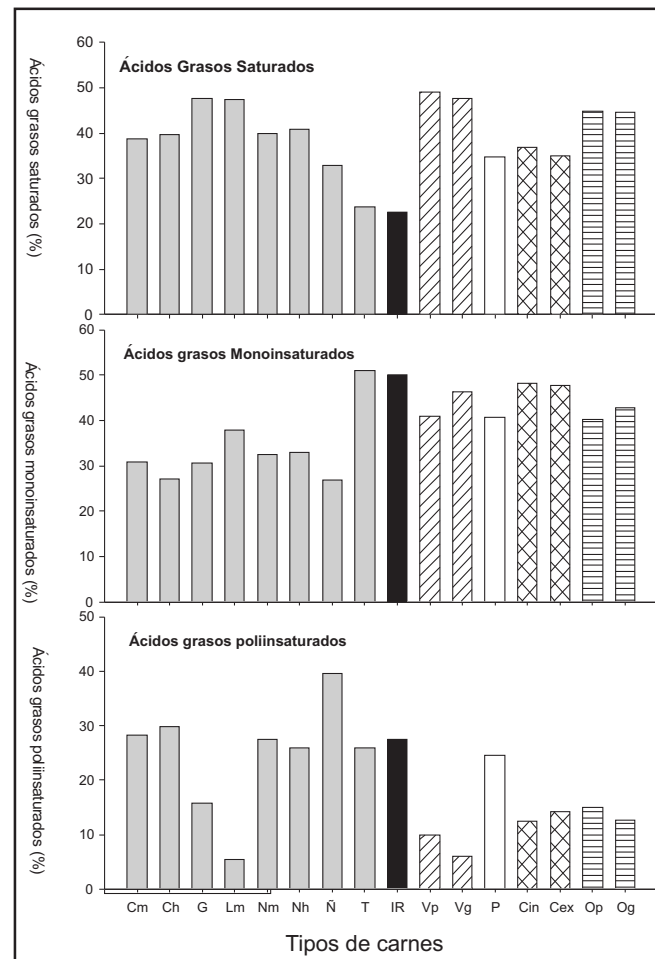 Ácidos Grasos Saturados
Ácidos grasos saturados (%)
60
50
40
30
20
10
0
Ácidos grasos Monoinsaturados
Ácidos grasos monoinsaturados (%)
60
50
40
30
20
10
0
Ácidos grasos poliinsaturados
Ácidos grasos poliinsaturados (%)
50
40
30
20
10
0
Cm Ch G Lm Nm Nh Ñ T IR Vp Vg P Cin Cex Op Og
Tipos de carnes